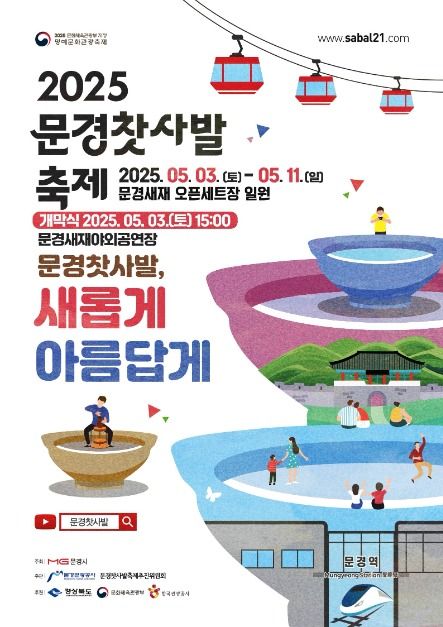 2025 문화체육관광부 지정
명예문화관광축제
www.sabal21.com
2025
문경찻사발
축제
2025. 05. 03. (토) - 05. 11. (일)
문경새재 오픈세트장 일원
개막식 2025. 05. 03.(토) 15:00
문경새재야외공연장
문경찻사발,
새롭게
아름답게
문경찻사발
문경역
Mungyeong Station
주최 MG 문경시
주관 문경관광공사 문경찻사발축제추진위원회
후원 경상북도 문화체육관광부 한국관광공사